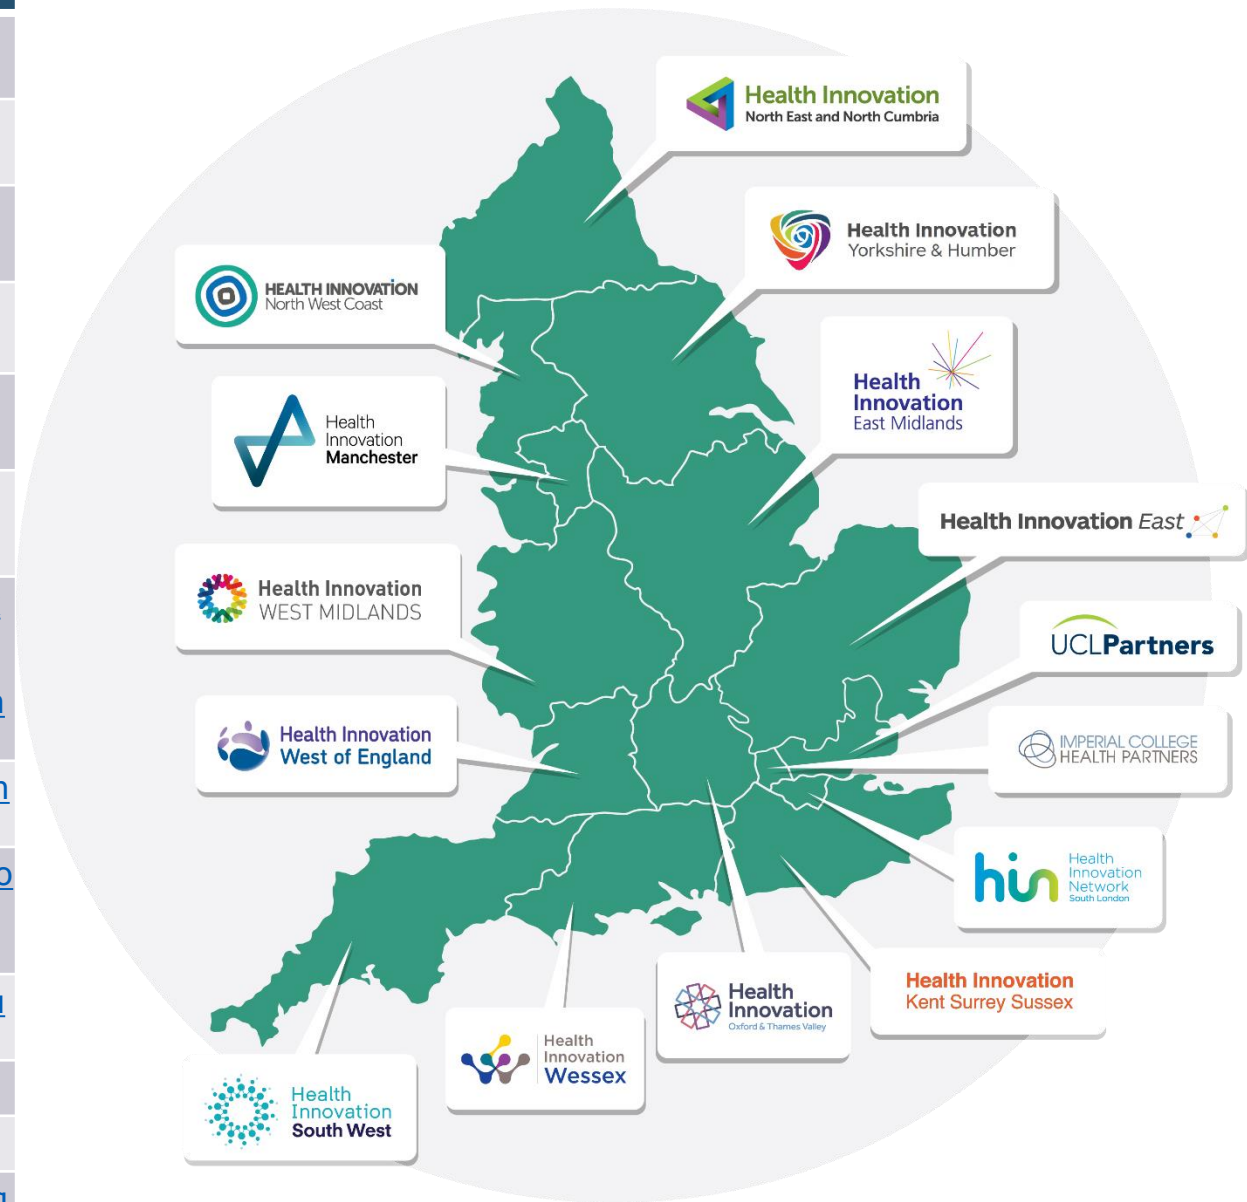 Health Innovation
North East and North Cumbria
Health Innovation
Yorkshire & Humber
HEALTH INNOVATION
North West Coast
Health
Innovation
East Midlands
Health
Innovation
Manchester
Health Innovation East
Health Innovation
WEST MIDLANDS
UCLPartners
Health Innovation
West of England
IMPERIAL COLLEGE
HEALTH PARTNERS
hin
Health
Innovation
Network
South London
Health
Innovation
Oxford & Thames Valley
Health Innovation
Kent Surrey Sussex
Health
Innovation
Wessex
Health
Innovation
South West